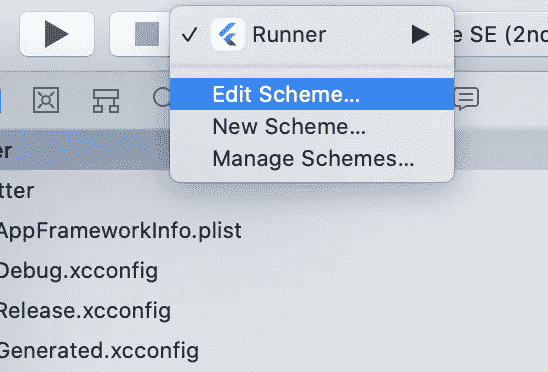 Runner
e SE (2nd
Edit Scheme...
New Scheme...
Manage Schemes...
er
tter
AppFrameworkInfo.plist
Debug.xcconfig
Release.xcconfig
Generated.xcconfig